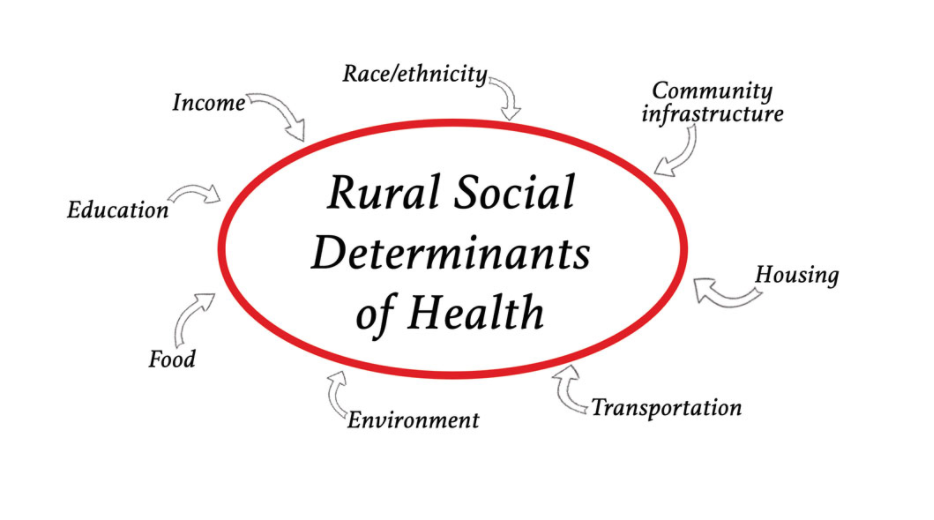 Race/ethnicity
Income
Community
infrastructure
Rural Social
Determinants
of Health
Education
Housing
Food
Environment
Transportation